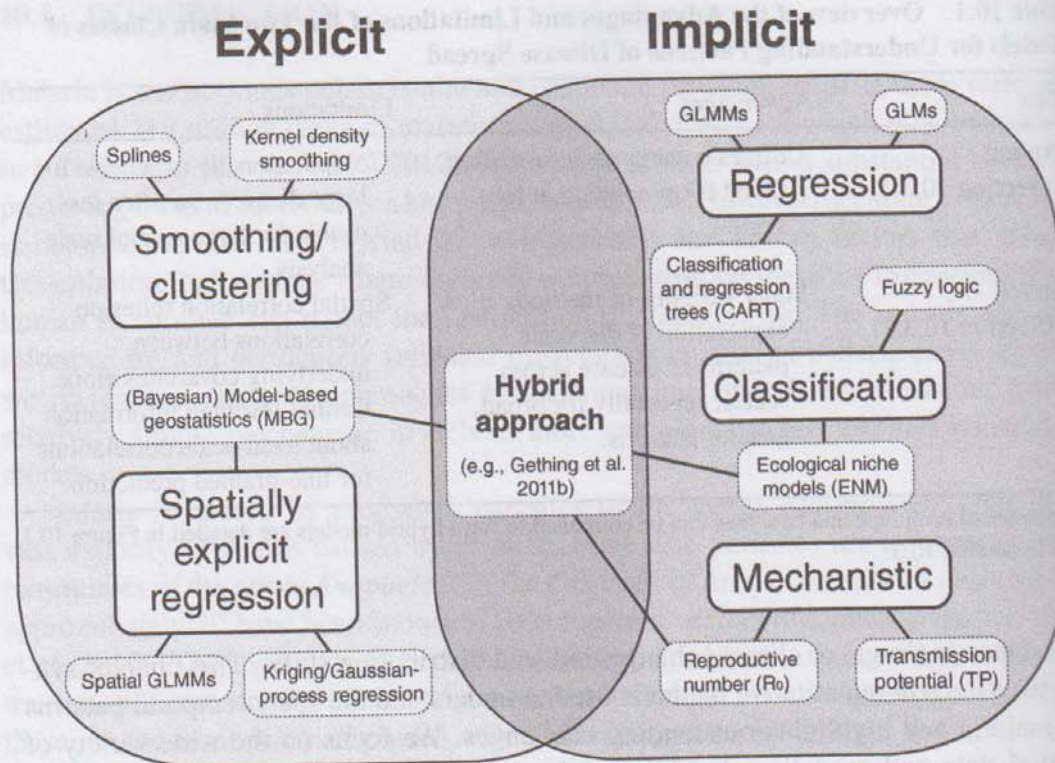 Explicit
Implicit
Splines
Kernel density
smoothing
Smoothing/
clustering
(Bayesian) Model-based
geostatistics (MBG)
Spatially
explicit
regression
Spatial GLMMs
Kriging/Gaussian-
process regression
Hybrid
approach
(e.g., Gething et al.
2011b)
GLMMs
GLMs
Regression
Classification
and regression
trees (CART)
Fuzzy logic
Classification
Ecological niche
models (ENM)
Mechanistic
Reproductive
number (R₀)
Transmission
potential (TP)